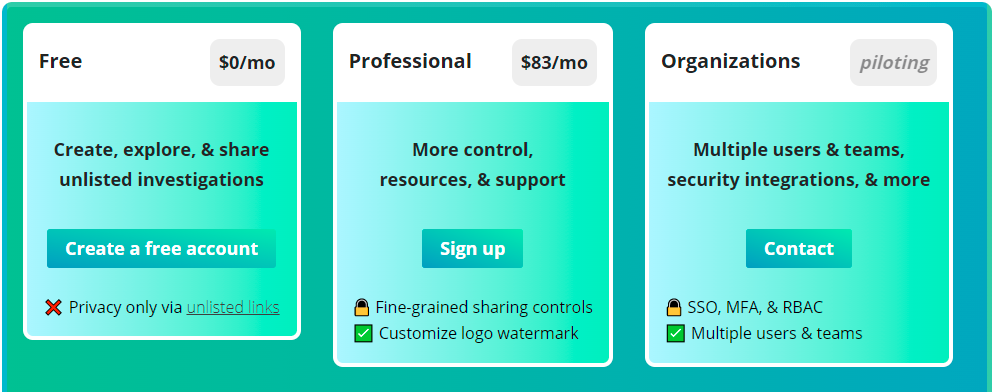 Free
$0/mo
Create, explore, & share
unlisted investigations
Create a free account
❌ Privacy only via unlisted links
Professional
$83/mo
More control,
resources, & support
Sign up
🔒 Fine-grained sharing controls
✅ Customize logo watermark
Organizations
piloting
Multiple users & teams,
security integrations, & more
Contact
🔒 SSO, MFA, & RBAC
✅ Multiple users & teams